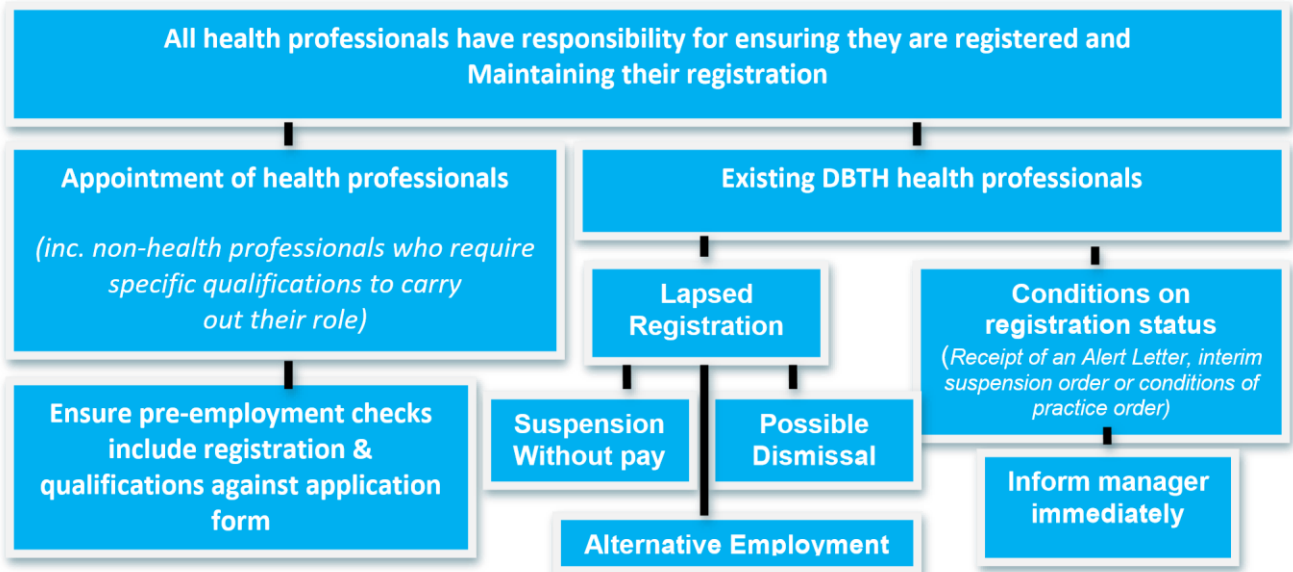 All health professionals have responsibility for ensuring they are registered and
Maintaining their registration
Appointment of health professionals
(inc. non-health professionals who require
specific qualifications to carry
out their role)
Existing DBTH health professionals
Lapsed
Registration
Conditions on
registration status
(Receipt of an Alert Letter, interim
suspension order or conditions of
practice order)
Ensure pre-employment checks
include registration &
qualifications against application
form
Suspension
Without pay
Possible
Dismissal
Inform manager
immediately
Alternative Employment